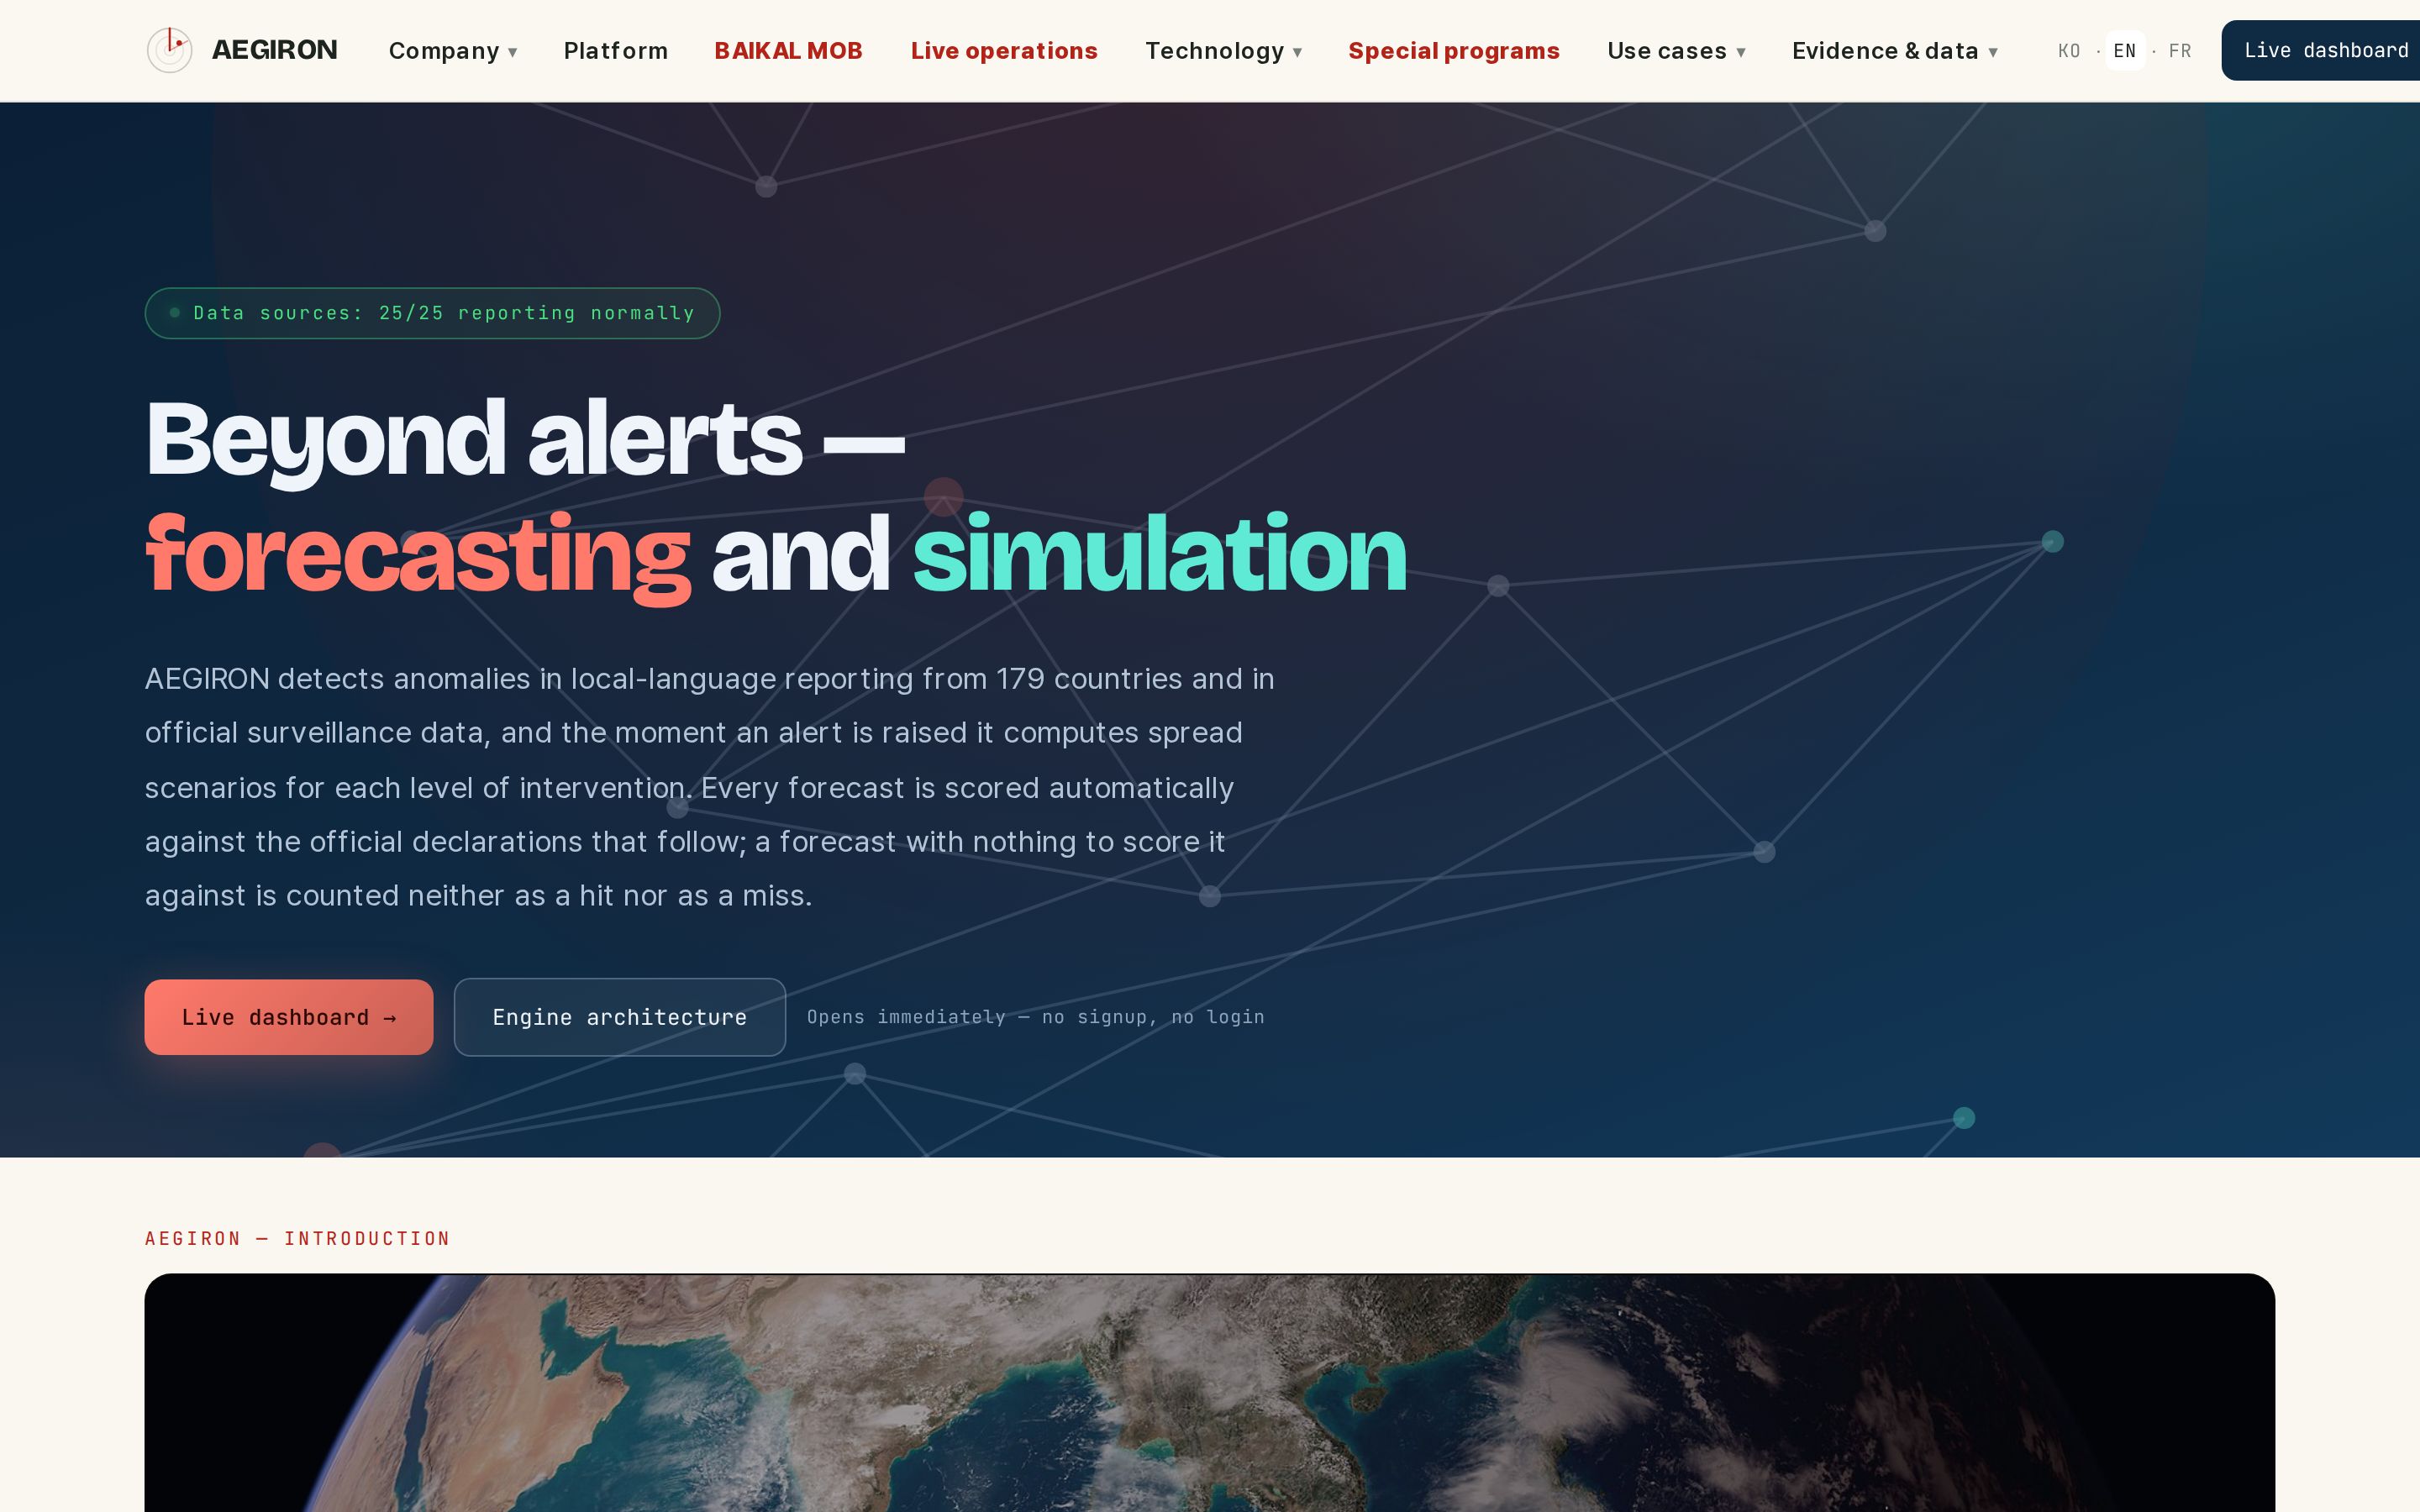 AEGIRON
Company ▾
Platform
BAIKAL MOB
Live operations
Technology ▾
Special programs
Use cases ▾
Evidence & data ▾
KO · EN · FR
Live dashboard
Data sources: 25/25 reporting normally
Beyond alerts —
forecasting and simulation
AEGIRON detects anomalies in local-language reporting from 179 countries and in
official surveillance data, and the moment an alert is raised it computes spread
scenarios for each level of intervention. Every forecast is scored automatically
against the official declarations that follow; a forecast with nothing to score it
against is counted neither as a hit nor as a miss.
Live dashboard →
Engine architecture
Opens immediately — no signup, no login
AEGIRON — INTRODUCTION